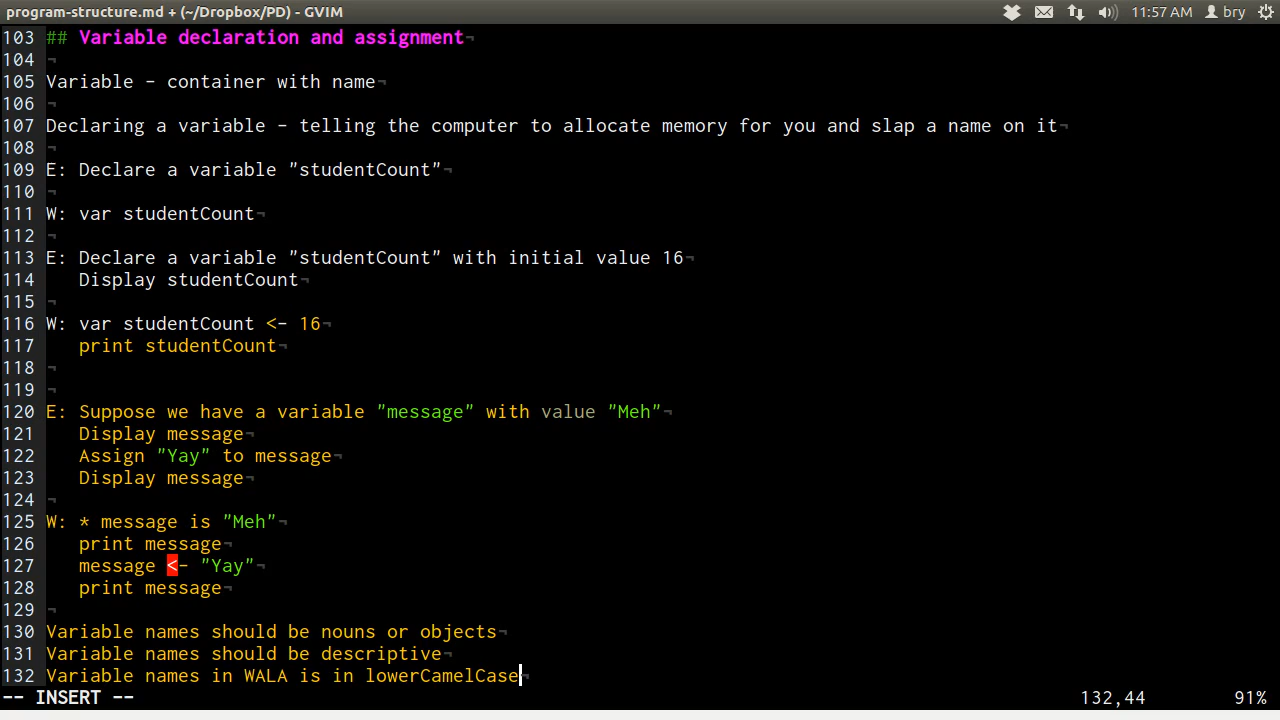 program-structure.md + (~/Dropbox/PD) - GVIM 11:57 AM bry
103 ## Variable declaration and assignment¬
104 ¬
105 Variable - container with name¬
106 ¬
107 Declaring a variable - telling the computer to allocate memory for you and slap a name on it¬
108 ¬
109 E: Declare a variable "studentCount"¬
110 ¬
111 W: var studentCount¬
112 ¬
113 E: Declare a variable "studentCount" with initial value 16¬
114    Display studentCount¬
115 ¬
116 W: var studentCount <- 16¬
117    print studentCount¬
118 ¬
119 ¬
120 E: Suppose we have a variable "message" with value "Meh"¬
121    Display message¬
122    Assign "Yay" to message¬
123    Display message¬
124 ¬
125 W: * message is "Meh"¬
126    print message¬
127    message <- "Yay"¬
128    print message¬
129 ¬
130 Variable names should be nouns or objects¬
131 Variable names should be descriptive¬
132 Variable names in WALA is in lowerCamelCase¬
-- INSERT -- 132,44 91%